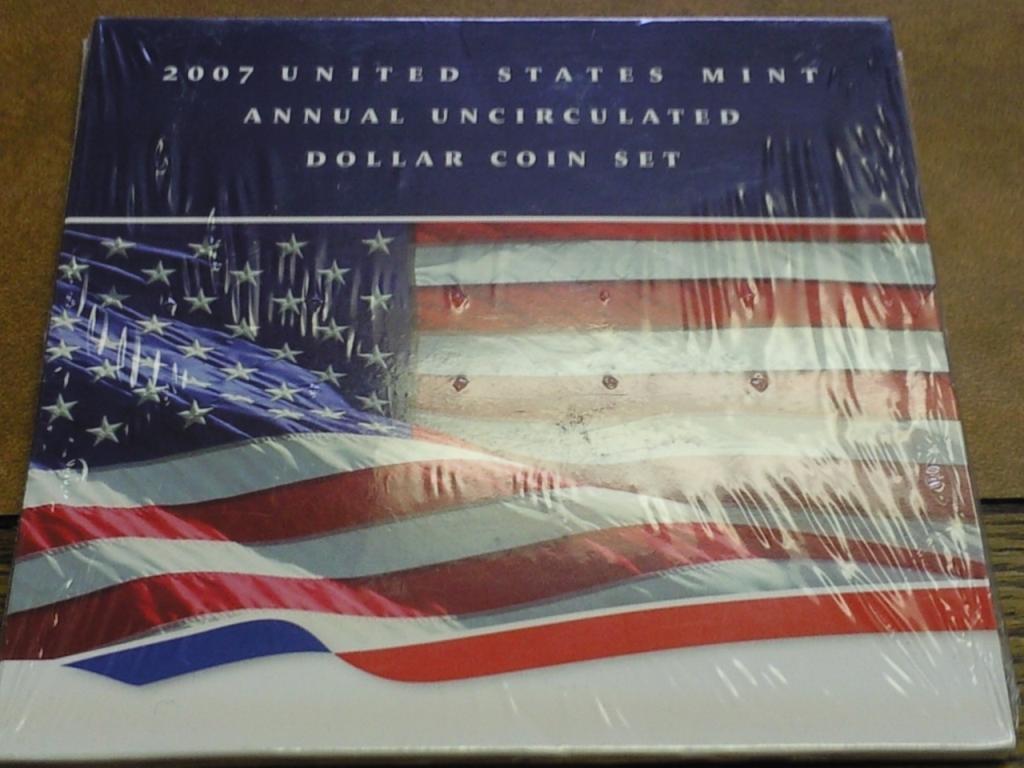 2007 UNITED STATES MINT
ANNUAL UNCIRCULATED
DOLLAR COIN SET